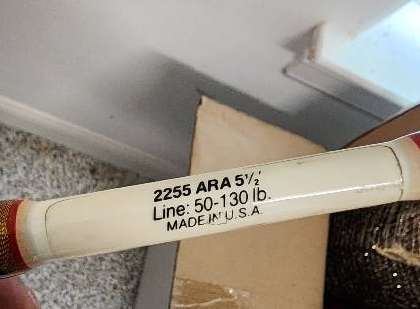 2255 ARA 5½'
Line: 50-130 lb.
MADE IN U.S.A.